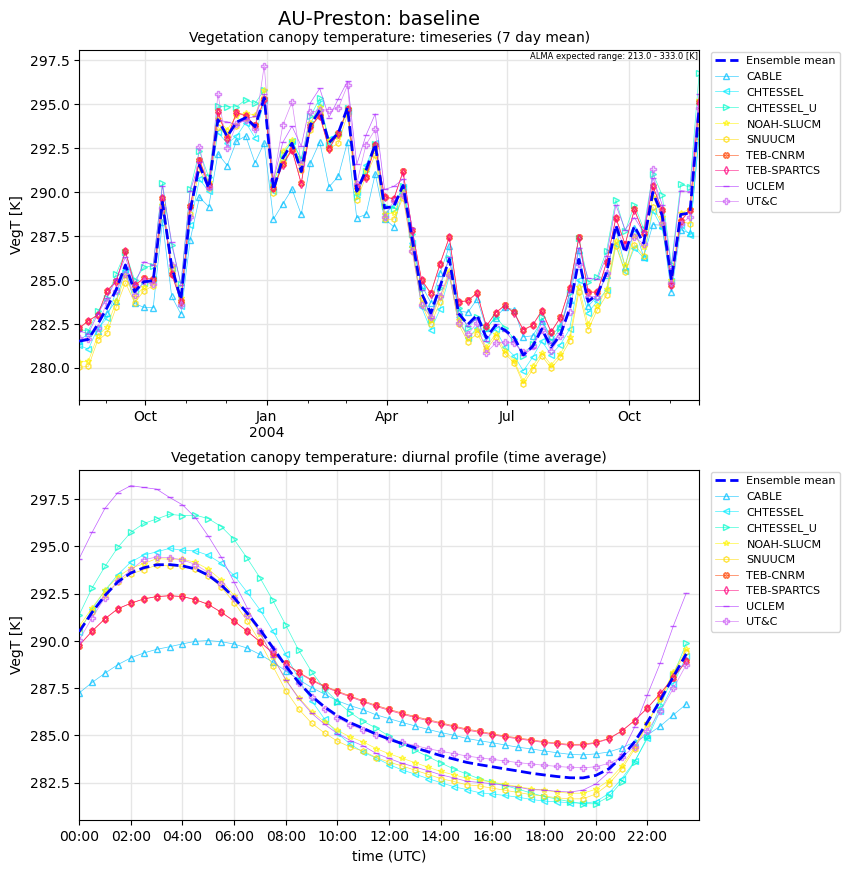 AU-Preston: baseline
Vegetation canopy temperature: timeseries (7 day mean)
ALMA expected range: 213.0 - 333.0 [K]
VegT [K]
297.5
295.0
292.5
290.0
287.5
285.0
282.5
280.0
Oct
Jan
2004
Apr
Jul
Oct
Ensemble mean
CABLE
CHTESSEL
CHTESSEL_U
NOAH-SLUCM
SNUUCM
TEB-CNRM
TEB-SPARTCS
UCLEM
UT&C
Vegetation canopy temperature: diurnal profile (time average)
VegT [K]
297.5
295.0
292.5
290.0
287.5
285.0
282.5
00:00
02:00
04:00
06:00
08:00
10:00
12:00
14:00
16:00
18:00
20:00
22:00
time (UTC)
Ensemble mean
CABLE
CHTESSEL
CHTESSEL_U
NOAH-SLUCM
SNUUCM
TEB-CNRM
TEB-SPARTCS
UCLEM
UT&C